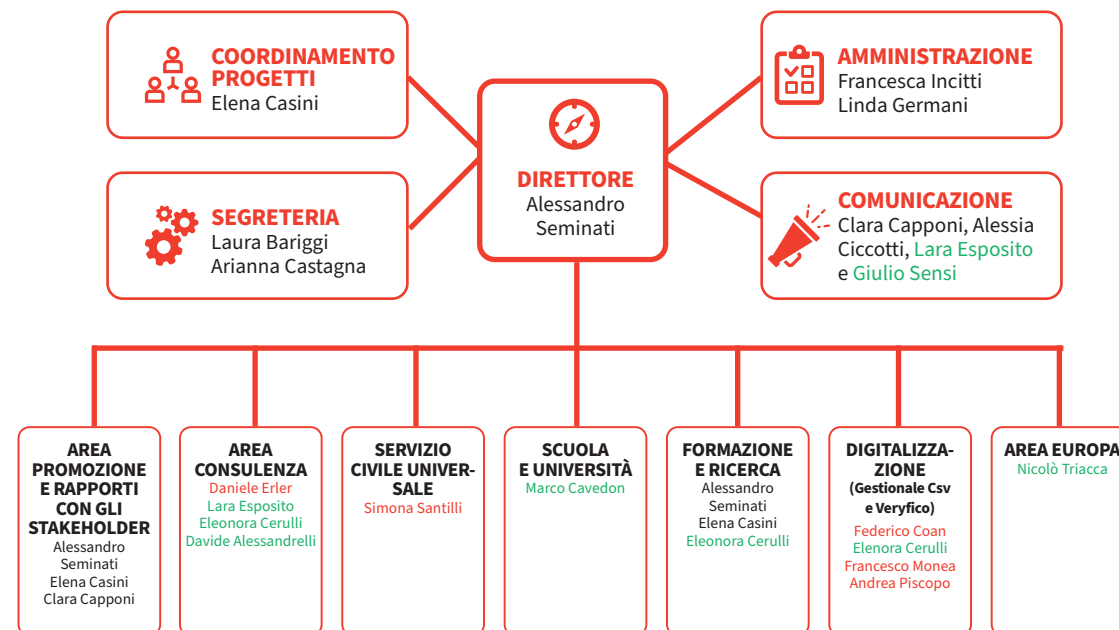 COORDINAMENTO
PROGETTI
Elena Casini
SEGRETERIA
Laura Bariggi
Arianna Castagna
DIRETTORE
Alessandro
Seminati
AMMINISTRAZIONE
Francesca Incitti
Linda Germani
COMUNICAZIONE
Clara Capponi, Alessia
Ciccotti, Lara Esposito
e Giulio Sensi
AREA
PROMOZIONE
E RAPPORTI
CON GLI
STAKEHOLDER
Alessandro
Seminati
Elena Casini
Clara Capponi
AREA
CONSULENZA
Daniele Erler
Lara Esposito
Eleonora Cerulli
Davide Alessandrelli
SERVIZIO
CIVILE UNIVER-
SALE
Simona Santilli
SCUOLA
E UNIVERSITÀ
Marco Cavedon
FORMAZIONE
E RICERCA
Alessandro
Seminati
Elena Casini
Eleonora Cerulli
DIGITALIZZA-
ZIONE
(Gestionale Csv
e Veryfico)
Federico Coan
Elenora Cerulli
Francesco Monea
Andrea Piscopo
AREA EUROPA
Nicolò Triacca